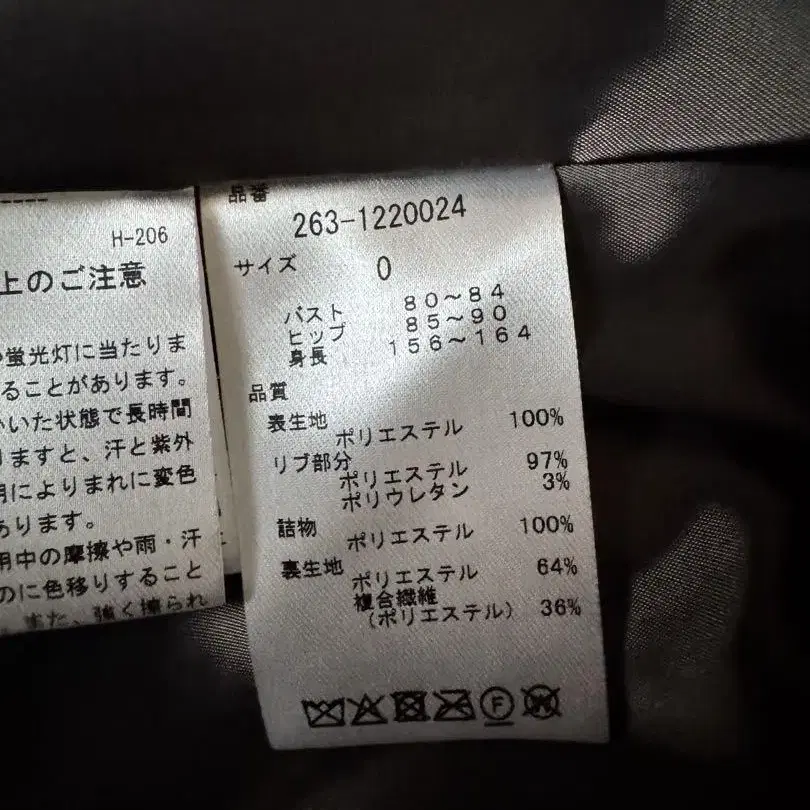 H-206
上のご注意
蛍光灯に当たりま
ることがあります。
いた状態で長時間
りますと、汗と紫外
用によりまれに変色
あります。
用中の摩擦や雨・汗
のに色移りすること
また、強く擦られ
品番
263-1220024
サイズ 0
バスト 80〜84
ヒップ 85〜90
身長 156〜164
品質
表生地
ポリエステル 100%
リブ部分
ポリエステル 97%
ポリウレタン 3%
詰物
ポリエステル 100%
裏生地
ポリエステル 64%
複合繊維
(ポリエステル) 36%
F
W